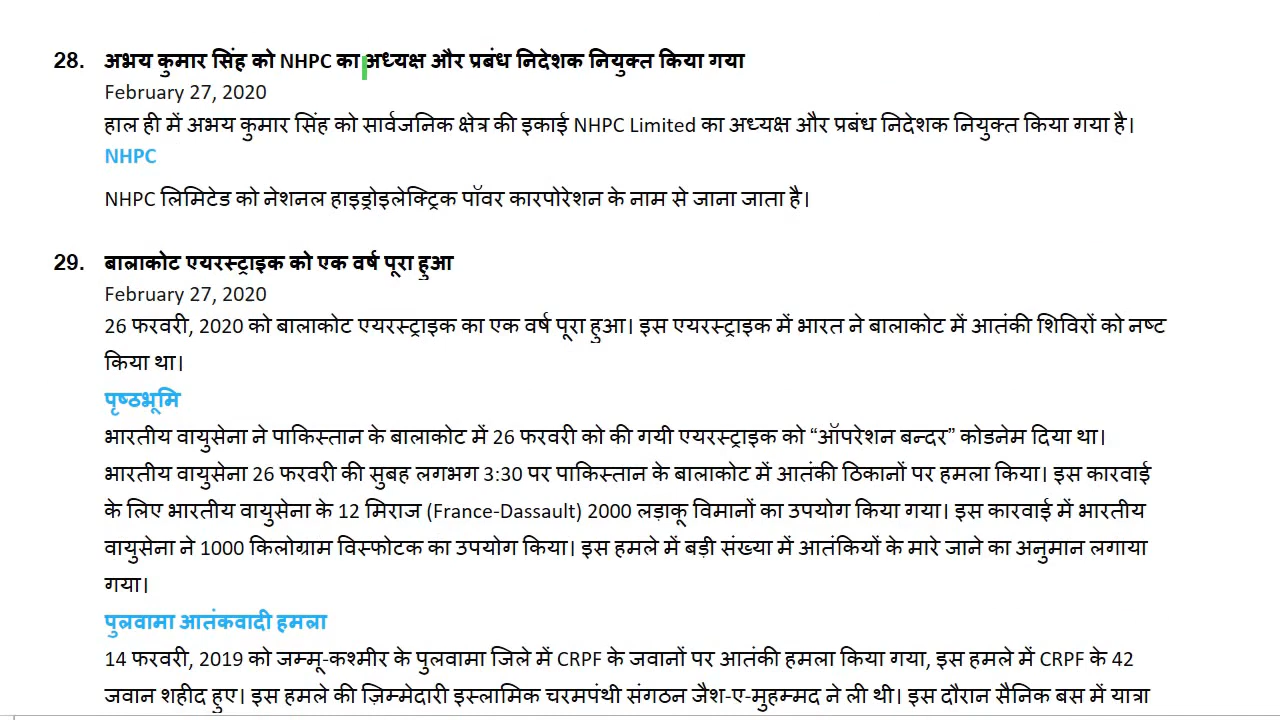 28. अभय कुमार सिंह को NHPC का अध्यक्ष और प्रबंध निदेशक नियुक्त किया गया
February 27, 2020
हाल ही में अभय कुमार सिंह को सार्वजनिक क्षेत्र की इकाई NHPC Limited का अध्यक्ष और प्रबंध निदेशक नियुक्त किया गया है।
NHPC
NHPC लिमिटेड को नेशनल हाइड्रोइलेक्ट्रिक पॉवर कारपोरेशन के नाम से जाना जाता है।
29. बालाकोट एयरस्ट्राइक को एक वर्ष पूरा हुआ
February 27, 2020
26 फरवरी, 2020 को बालाकोट एयरस्ट्राइक का एक वर्ष पूरा हुआ। इस एयरस्ट्राइक में भारत ने बालाकोट में आतंकी शिविरों को नष्ट
किया था।
पृष्ठभूमि
भारतीय वायुसेना ने पाकिस्तान के बालाकोट में 26 फरवरी को की गयी एयरस्ट्राइक को “ऑपरेशन बन्दर” कोडनेम दिया था।
भारतीय वायुसेना 26 फरवरी की सुबह लगभग 3:30 पर पाकिस्तान के बालाकोट में आतंकी ठिकानों पर हमला किया। इस कारवाई
के लिए भारतीय वायुसेना के 12 मिराज (France-Dassault) 2000 लड़ाकू विमानों का उपयोग किया गया। इस कारवाई में भारतीय
वायुसेना ने 1000 किलोग्राम विस्फोटक का उपयोग किया। इस हमले में बड़ी संख्या में आतंकियों के मारे जाने का अनुमान लगाया
गया।
पुलवामा आतंकवादी हमला
14 फरवरी, 2019 को जम्मू-कश्मीर के पुलवामा जिले में CRPF के जवानों पर आतंकी हमला किया गया, इस हमले में CRPF के 42
जवान शहीद हुए। इस हमले की ज़िम्मेदारी इस्लामिक चरमपंथी संगठन जैश-ए-मुहम्मद ने ली थी। इस दौरान सैनिक बस में यात्रा